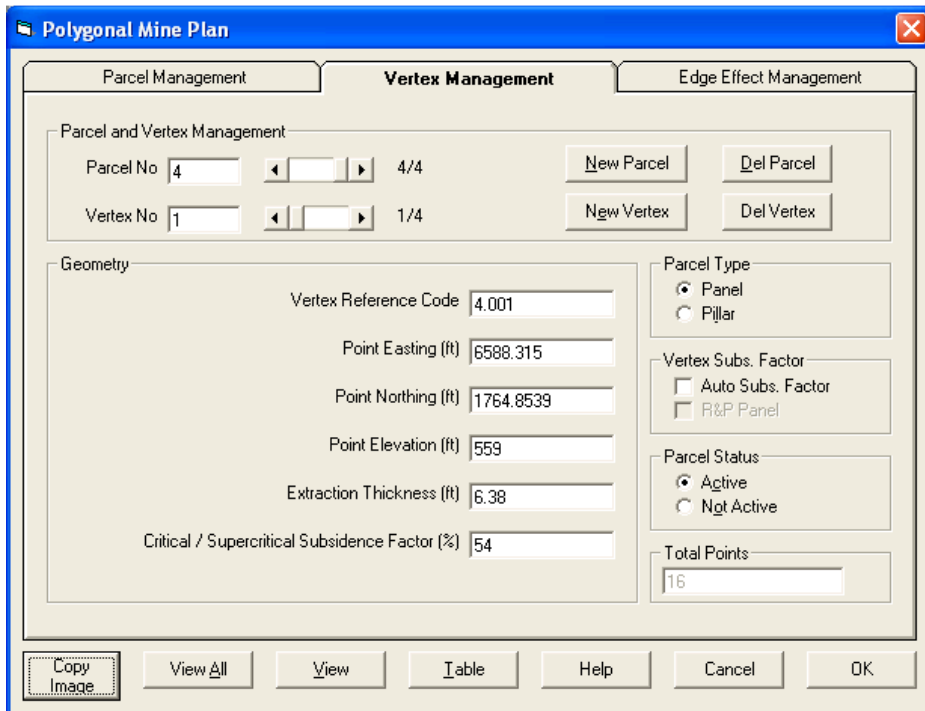 Polygonal Mine Plan
Parcel Management
Vertex Management
Edge Effect Management
Parcel and Vertex Management
Parcel No 4 4/4 New Parcel Del Parcel
Vertex No 1 1/4 New Vertex Del Vertex
Geometry
Vertex Reference Code 4.001
Point Easting (ft) 6588.315
Point Northing (ft) 1764.8539
Point Elevation (ft) 559
Extraction Thickness (ft) 6.38
Critical / Supercritical Subsidence Factor (%) 54
Parcel Type
Panel
Pillar
Vertex Subs. Factor
Auto Subs. Factor
R&P Panel
Parcel Status
Active
Not Active
Total Points
16
Copy
Image
View All
View
Table
Help
Cancel
OK